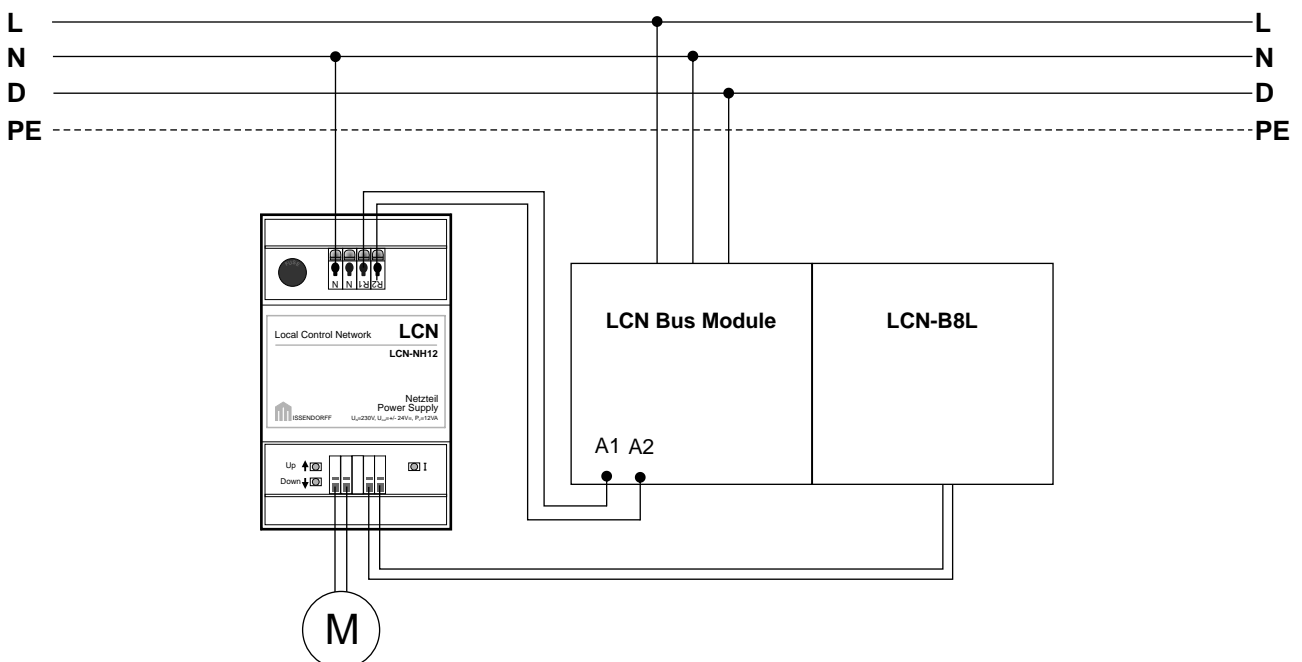 L L
N N
D D
PE PE
N N R1 R2
Local Control Network LCN
LCN-NH12
Netzteil
Power Supply
ISSENDORFF
LCN Bus Module
LCN-B8L
A1 A2
Up
Down
I
M